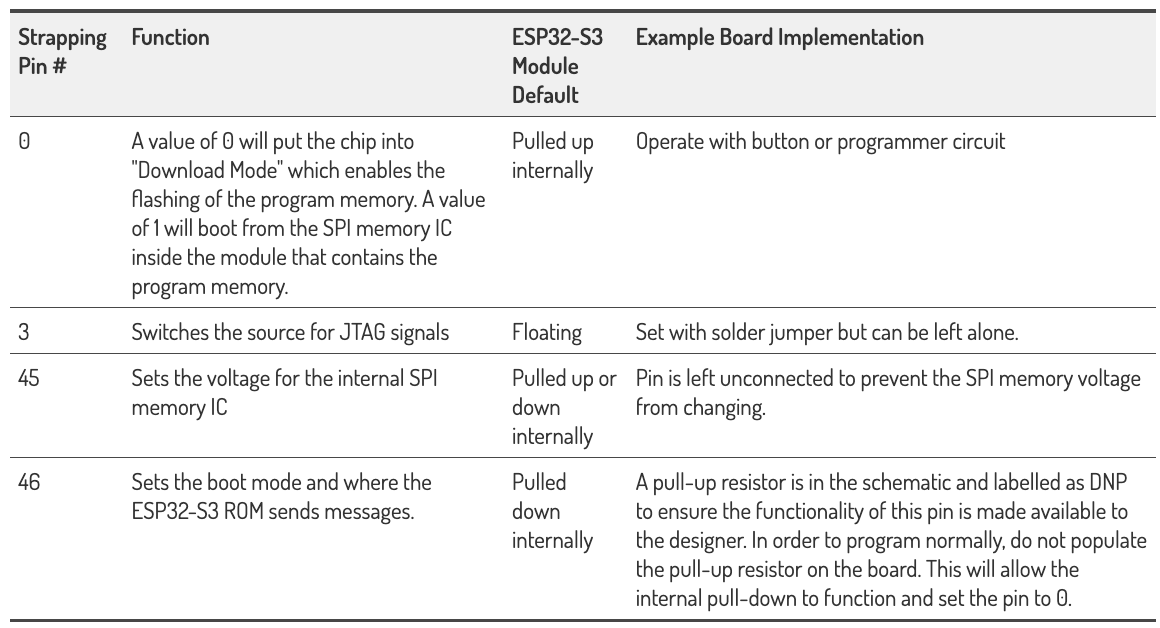 Strapping Pin #
Function
ESP32-S3 Module Default
Example Board Implementation
0
A value of 0 will put the chip into
"Download Mode" which enables the
flashing of the program memory. A value
of 1 will boot from the SPI memory IC
inside the module that contains the
program memory.
Pulled up
internally
Operate with button or programmer circuit
3
Switches the source for JTAG signals
Floating
Set with solder jumper but can be left alone.
45
Sets the voltage for the internal SPI
memory IC
Pulled up or
down
internally
Pin is left unconnected to prevent the SPI memory voltage
from changing.
46
Sets the boot mode and where the
ESP32-S3 ROM sends messages.
Pulled
down
internally
A pull-up resistor is in the schematic and labelled as DNP
to ensure the functionality of this pin is made available to
the designer. In order to program normally, do not populate
the pull-up resistor on the board. This will allow the
internal pull-down to function and set the pin to 0.